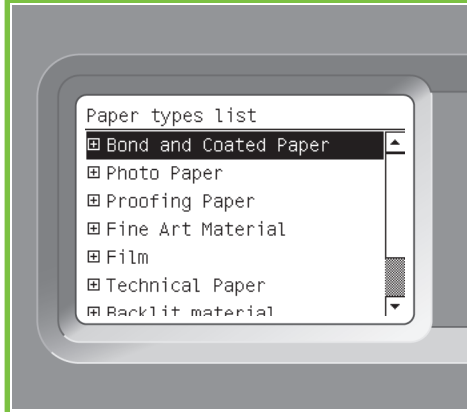 Paper types list
Bond and Coated Paper
Photo Paper
Proofing Paper
Fine Art Material
Film
Technical Paper
Backlit material